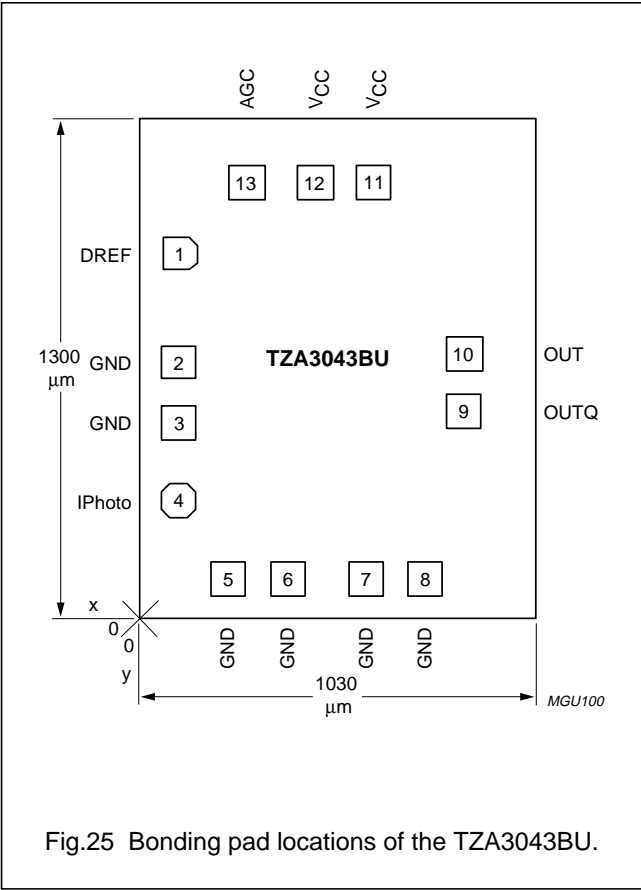 AGC VCC VCC
13 12 11
DREF 1
1300 μm
GND 2
TZA3043BU
10 OUT
GND 3
9 OUTQ
IPhoto 4
5 6 7 8
x
0
0
y
GND GND GND GND
1030
μm
MGU100
Fig.25 Bonding pad locations of the TZA3043BU.